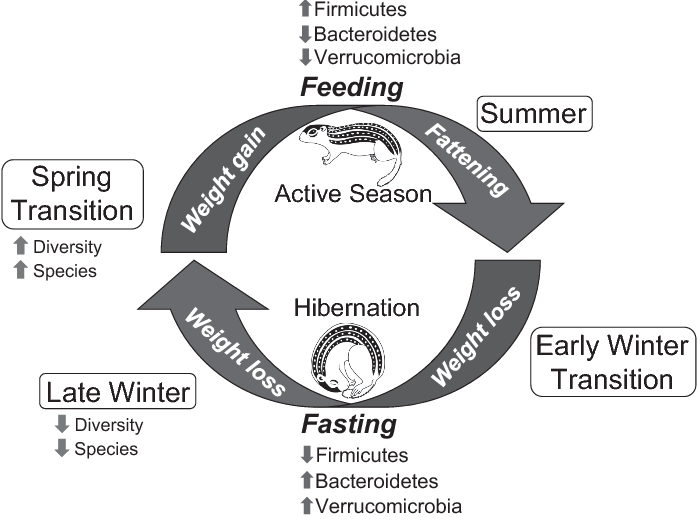 Firmicutes
Bacteroidetes
Verrucomicrobia
Feeding
Summer
Weight gain
Fattening
Active Season
Spring
Transition
Diversity
Species
Hibernation
Weight loss
Weight loss
Early Winter
Transition
Late Winter
Diversity
Species
Fasting
Firmicutes
Bacteroidetes
Verrucomicrobia